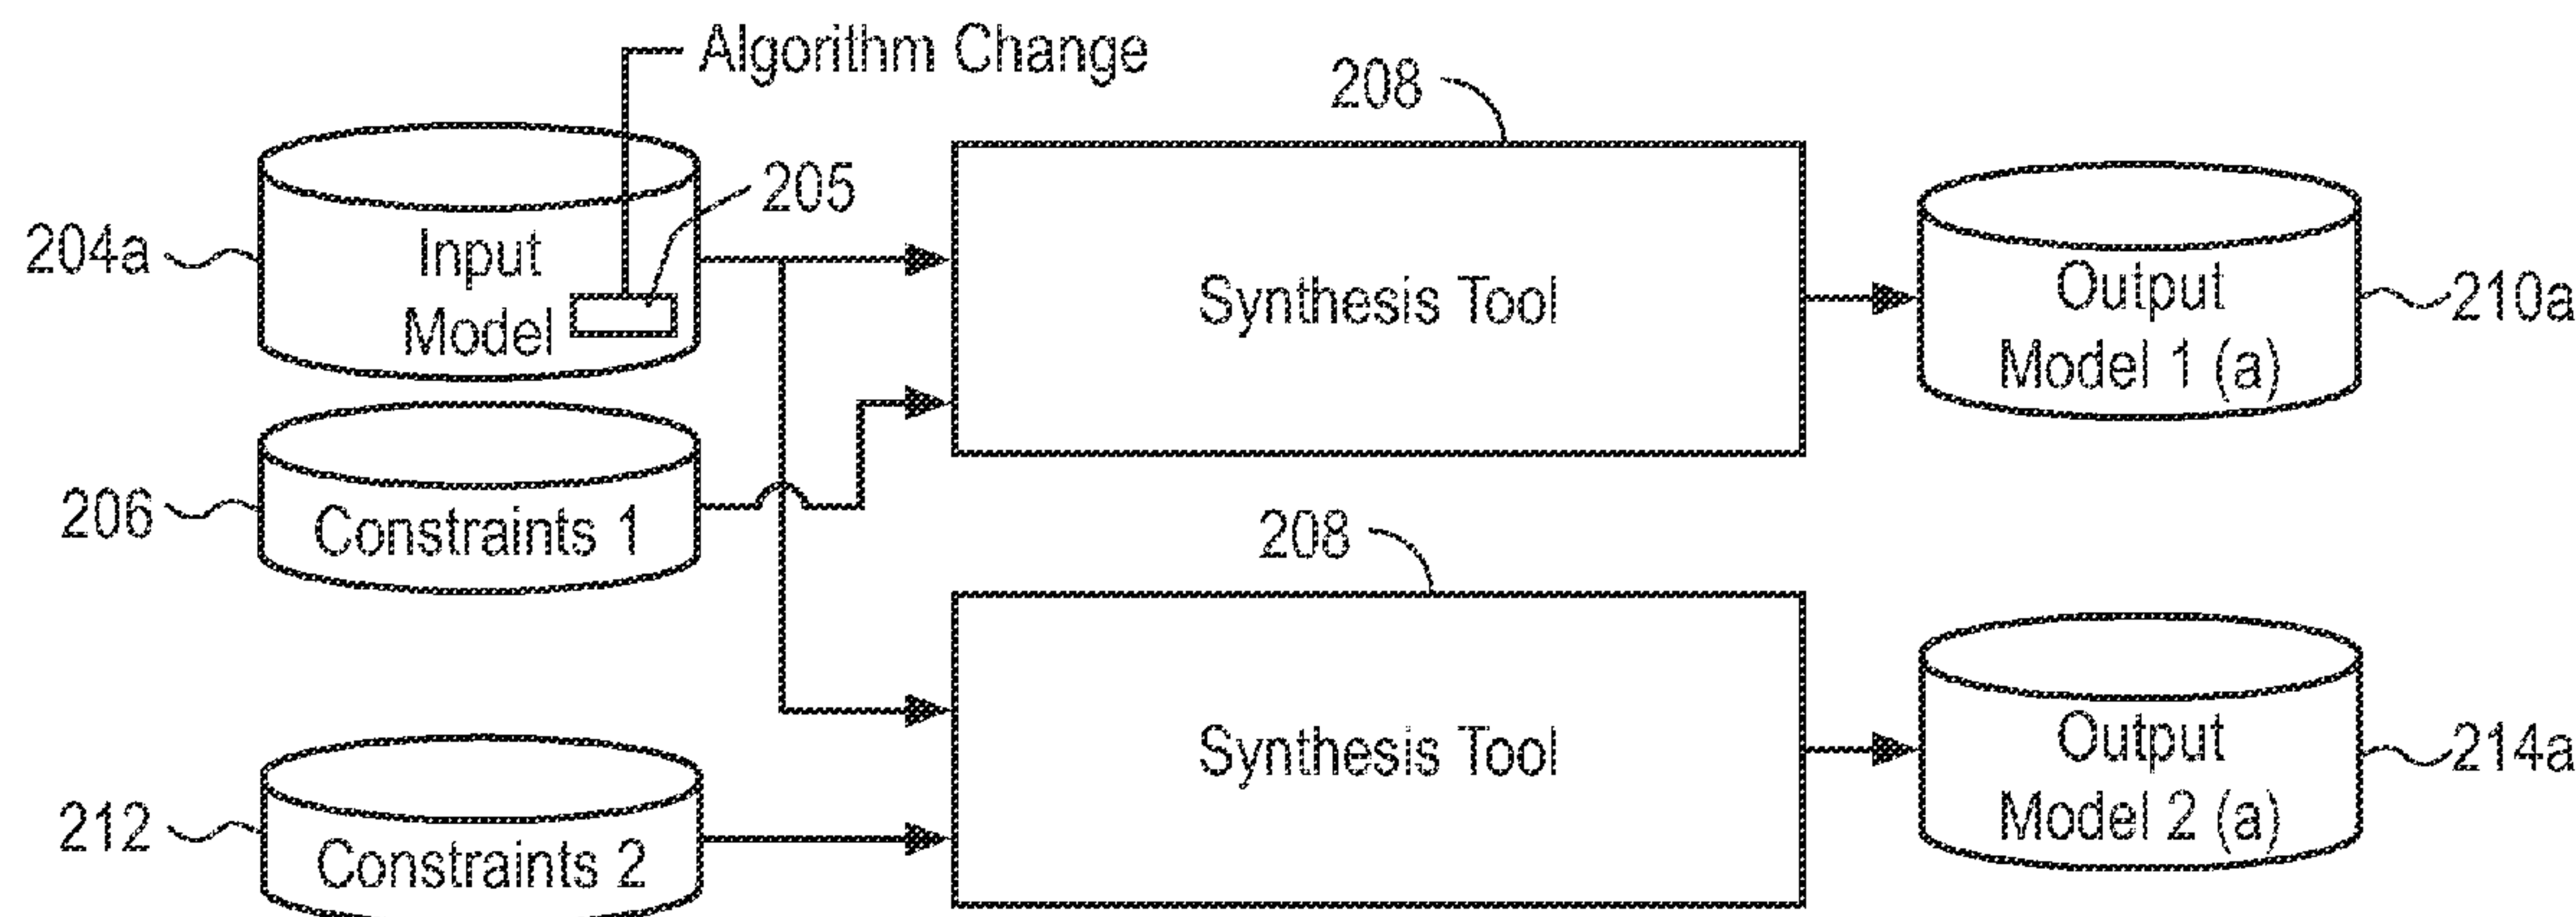 Algorithm Change
208
205
204a
Input
Model
Synthesis Tool
Output
Model 1 (a)
210a
206
Constraints 1
208
212
Constraints 2
Synthesis Tool
Output
Model 2 (a)
214a